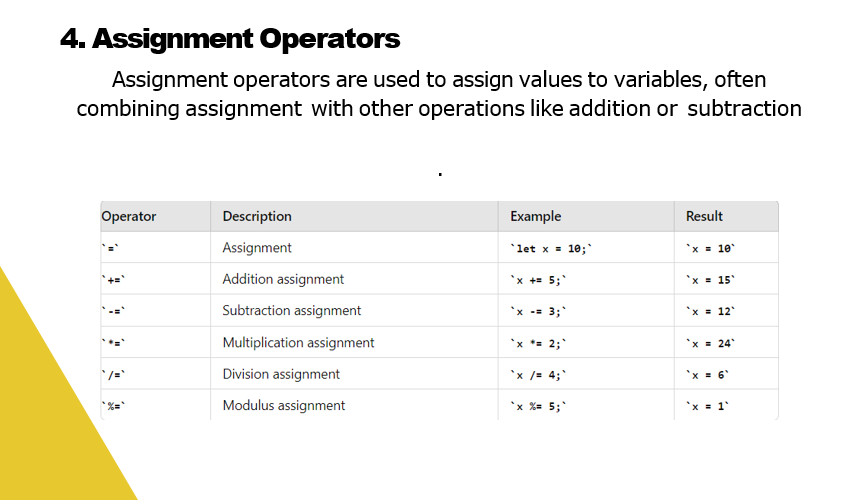 4. Assignment Operators
Assignment operators are used to assign values to variables, often
combining assignment with other operations like addition or subtraction
.
Operator Description Example Result
`=` Assignment `let x = 10;` `x = 10`
`+=` Addition assignment `x += 5;` `x = 15`
`-=` Subtraction assignment `x -= 3;` `x = 12`
`*=` Multiplication assignment `x *= 2;` `x = 24`
`/=` Division assignment `x /= 4;` `x = 6`
`%=` Modulus assignment `x %= 5;` `x = 1`